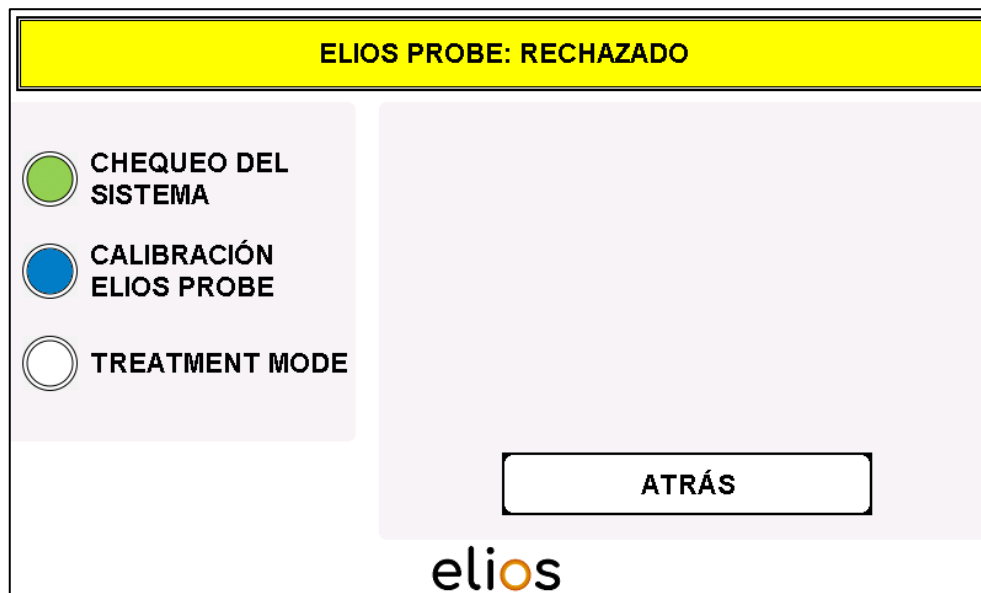 ELIOS PROBE: RECHAZADO
CHEQUEO DEL
SISTEMA
CALIBRACIÓN
ELIOS PROBE
TREATMENT MODE
ATRÁS
elios